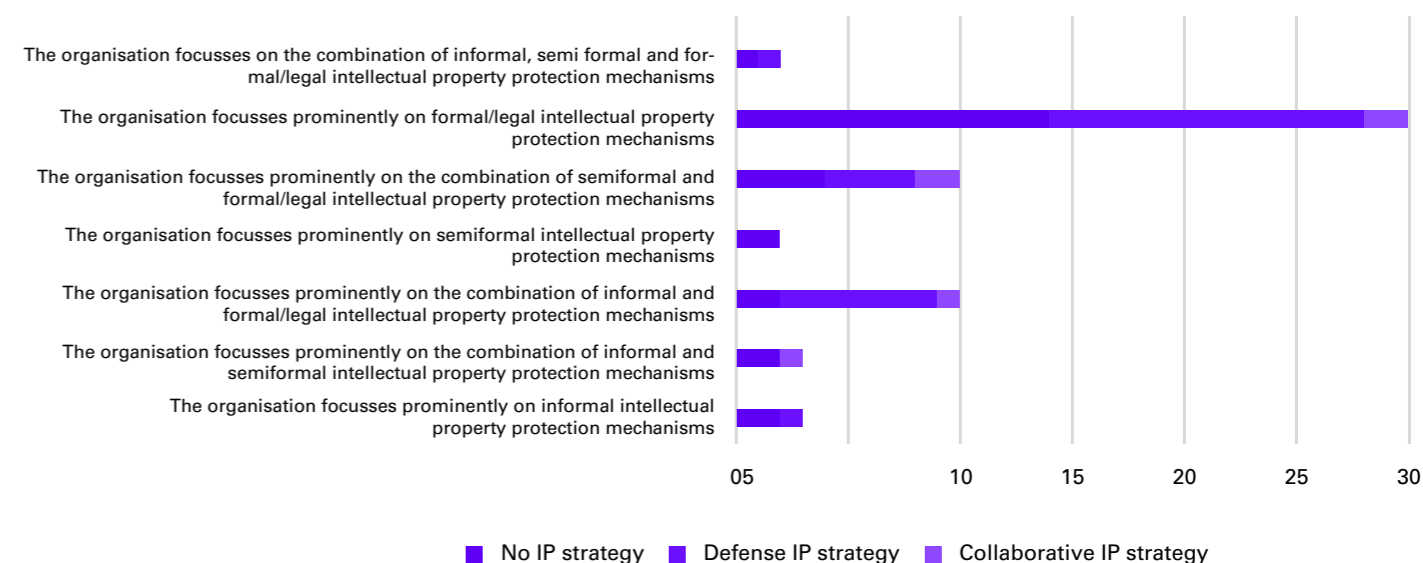 The organisation focusses on the combination of informal, semi formal and for-
mal/legal intellectual property protection mechanisms
The organisation focusses prominently on formal/legal intellectual property
protection mechanisms
The organisation focusses prominently on the combination of semiformal and
formal/legal intellectual property protection mechanisms
The organisation focusses prominently on semiformal intellectual property
protection mechanisms
The organisation focusses prominently on the combination of informal and
formal/legal intellectual property protection mechanisms
The organisation focusses prominently on the combination of informal and
semiformal intellectual property protection mechanisms
The organisation focusses prominently on informal intellectual
property protection mechanisms
05 10 15 20 25 30
No IP strategy Defense IP strategy Collaborative IP strategy